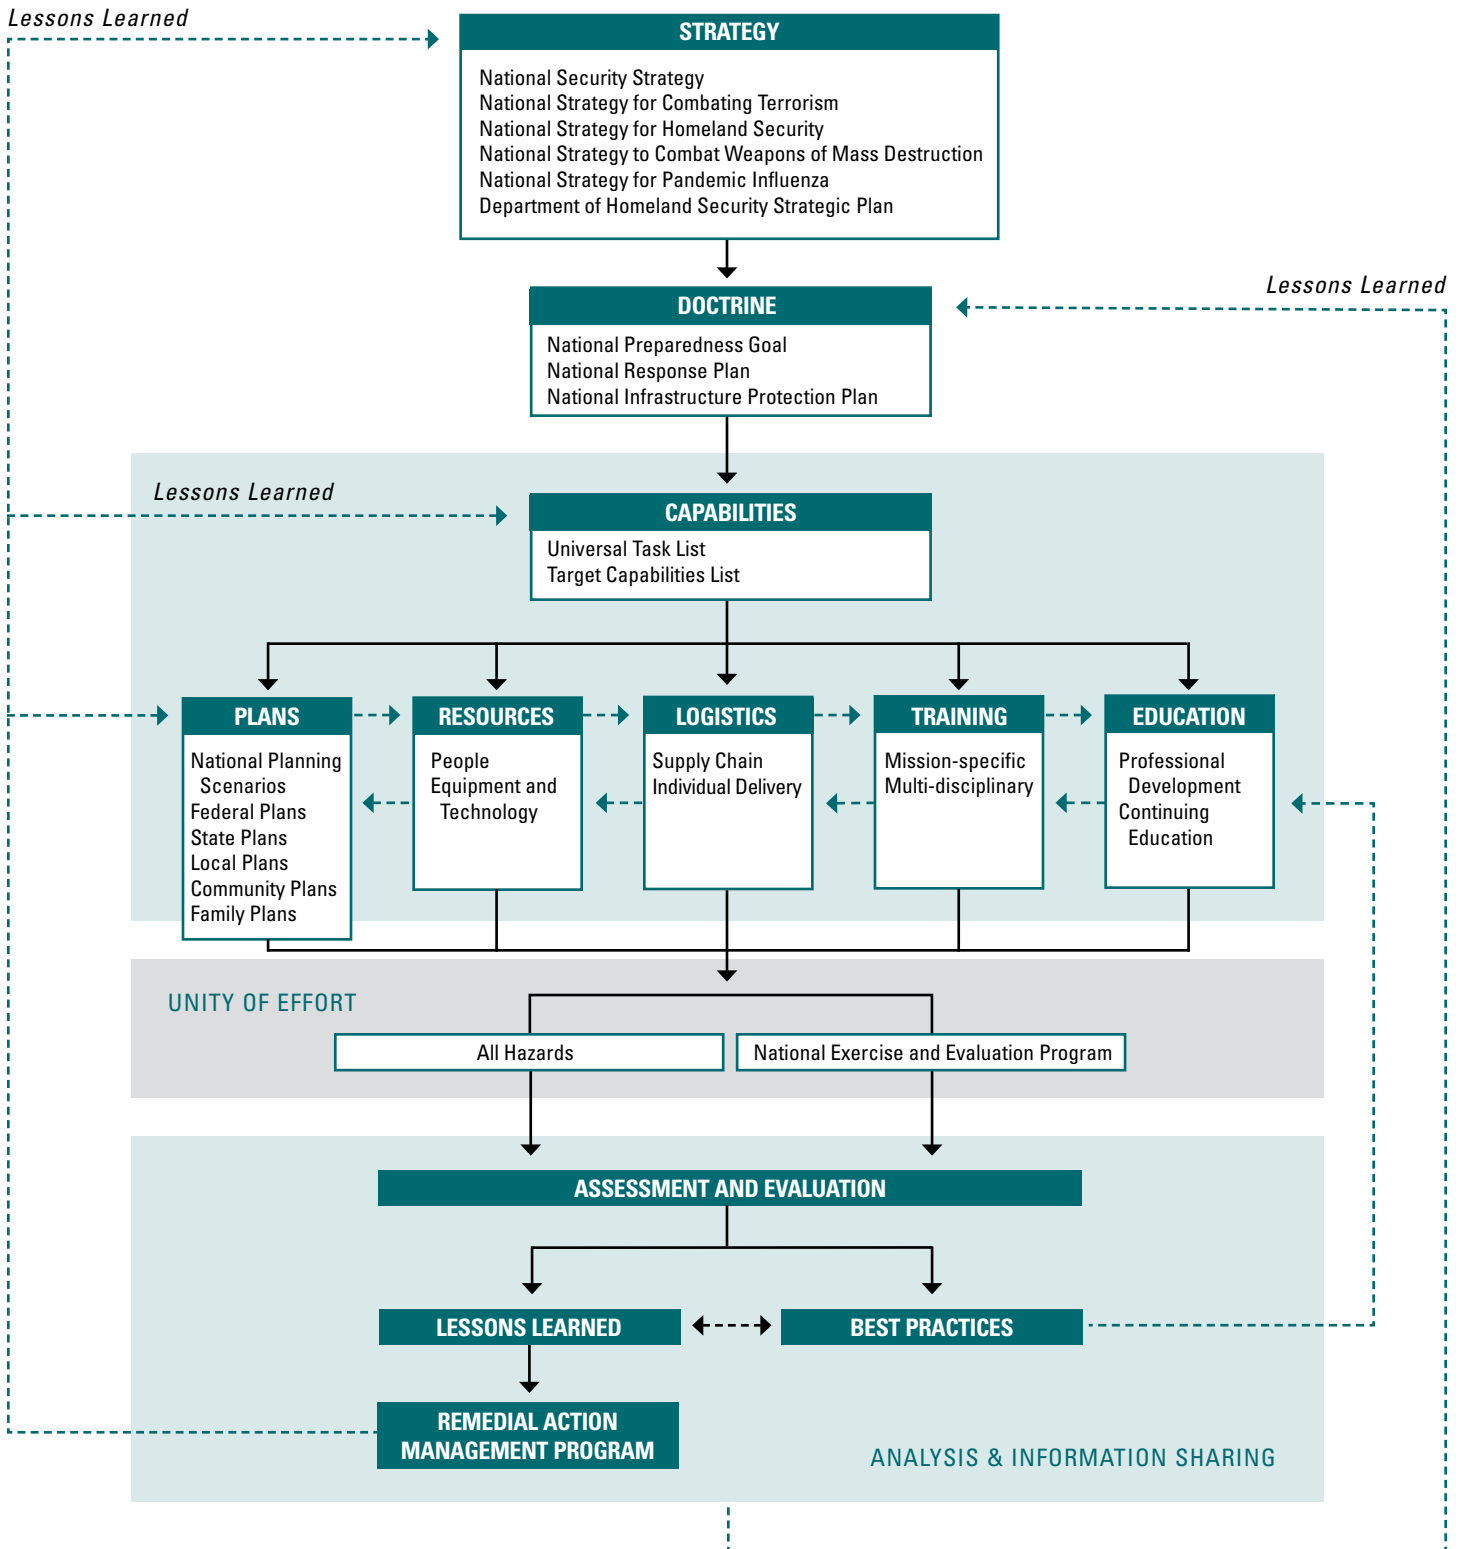 Lessons Learned
STRATEGY
National Security Strategy
National Strategy for Combating Terrorism
National Strategy for Homeland Security
National Strategy to Combat Weapons of Mass Destruction
National Strategy for Pandemic Influenza
Department of Homeland Security Strategic Plan
Lessons Learned
DOCTRINE
National Preparedness Goal
National Response Plan
National Infrastructure Protection Plan
Lessons Learned
CAPABILITIES
Universal Task List
Target Capabilities List
PLANS
National Planning
Scenarios
Federal Plans
State Plans
Local Plans
Community Plans
Family Plans
RESOURCES
People
Equipment and
Technology
LOGISTICS
Supply Chain
Individual Delivery
TRAINING
Mission-specific
Multi-disciplinary
EDUCATION
Professional
Development
Continuing
Education
UNITY OF EFFORT
All Hazards
National Exercise and Evaluation Program
ASSESSMENT AND EVALUATION
LESSONS LEARNED
BEST PRACTICES
REMEDIAL ACTION
MANAGEMENT PROGRAM
ANALYSIS & INFORMATION SHARING